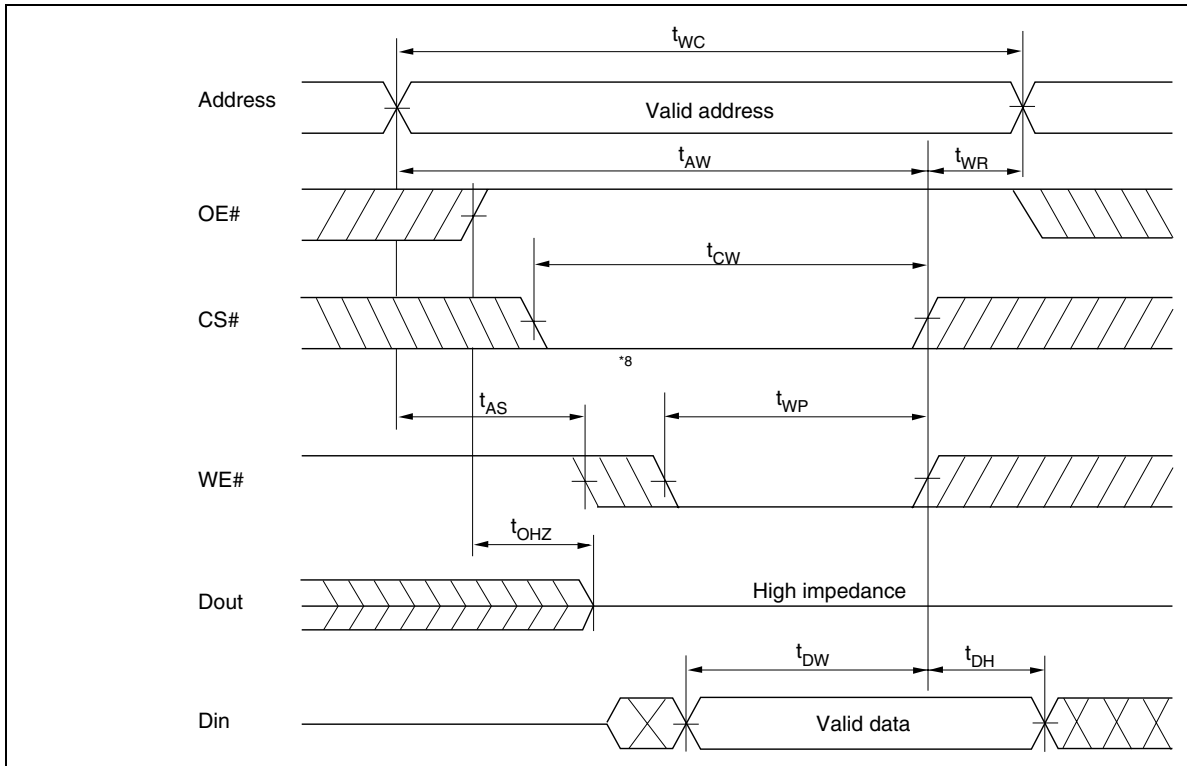 tWC
Address
Valid address
tAW
tWR
OE#
tCW
CS#
*8
tAS
tWP
WE#
tOHZ
Dout
High impedance
tDW
tDH
Din
Valid data